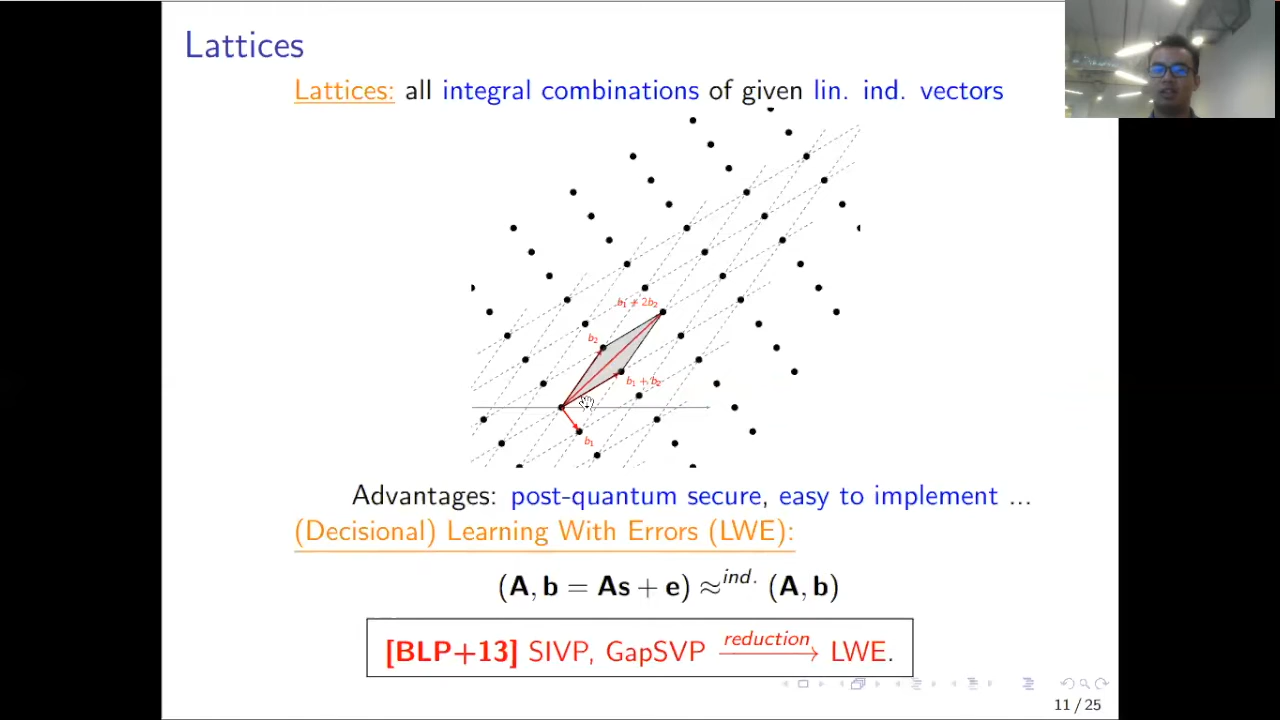 Lattices
Lattices: all integral combinations of given lin. ind. vectors
b₁ + 2b₂
b₂
b₁ + b₂
b₁
Advantages: post-quantum secure, easy to implement ...
(Decisional) Learning With Errors (LWE):
(A, b = As + e) ≈ind. (A, b)
[BLP+13] SIVP, GapSVP reduction→ LWE.
11 / 25